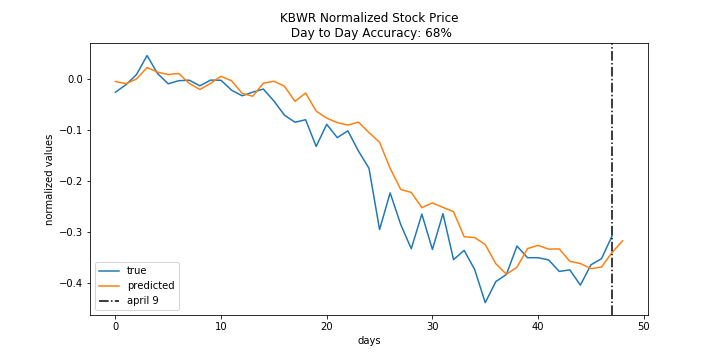 KBWR Normalized Stock Price
Day to Day Accuracy: 68%
normalized values
0.0
−0.1
−0.2
−0.3
−0.4
true
predicted
april 9
0 10 20 30 40 50
days